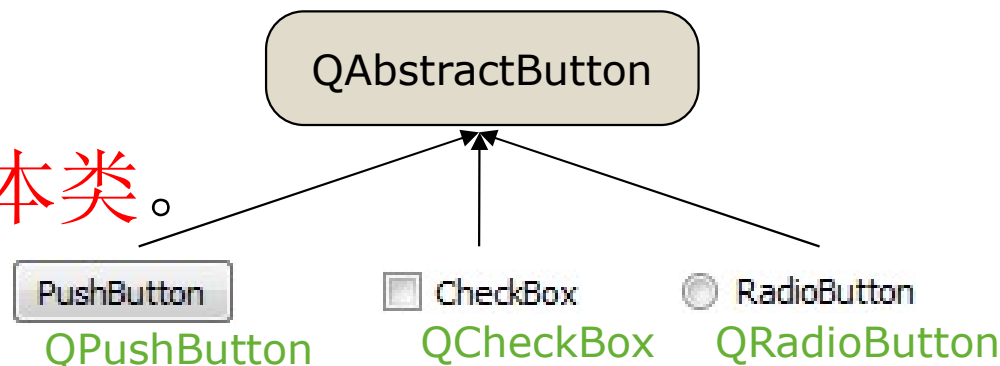 QAbstractButton
本类。
PushButton CheckBox RadioButton
QPushButton QCheckBox QRadioButton